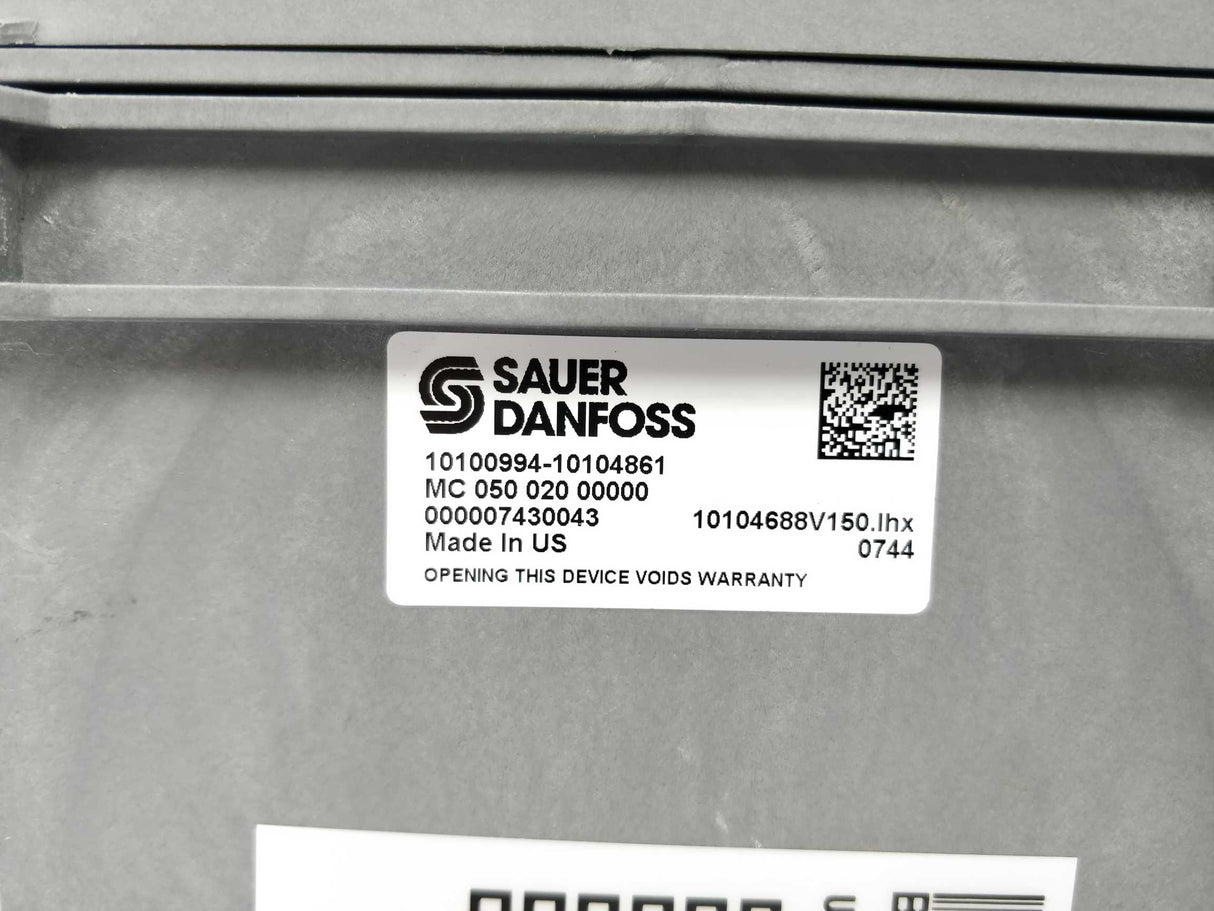 SAUER
DANFOSS
10100994-10104861
MC 050 020 00000
000007430043
10104688V150.lhx
Made In US
0744
OPENING THIS DEVICE VOIDS WARRANTY